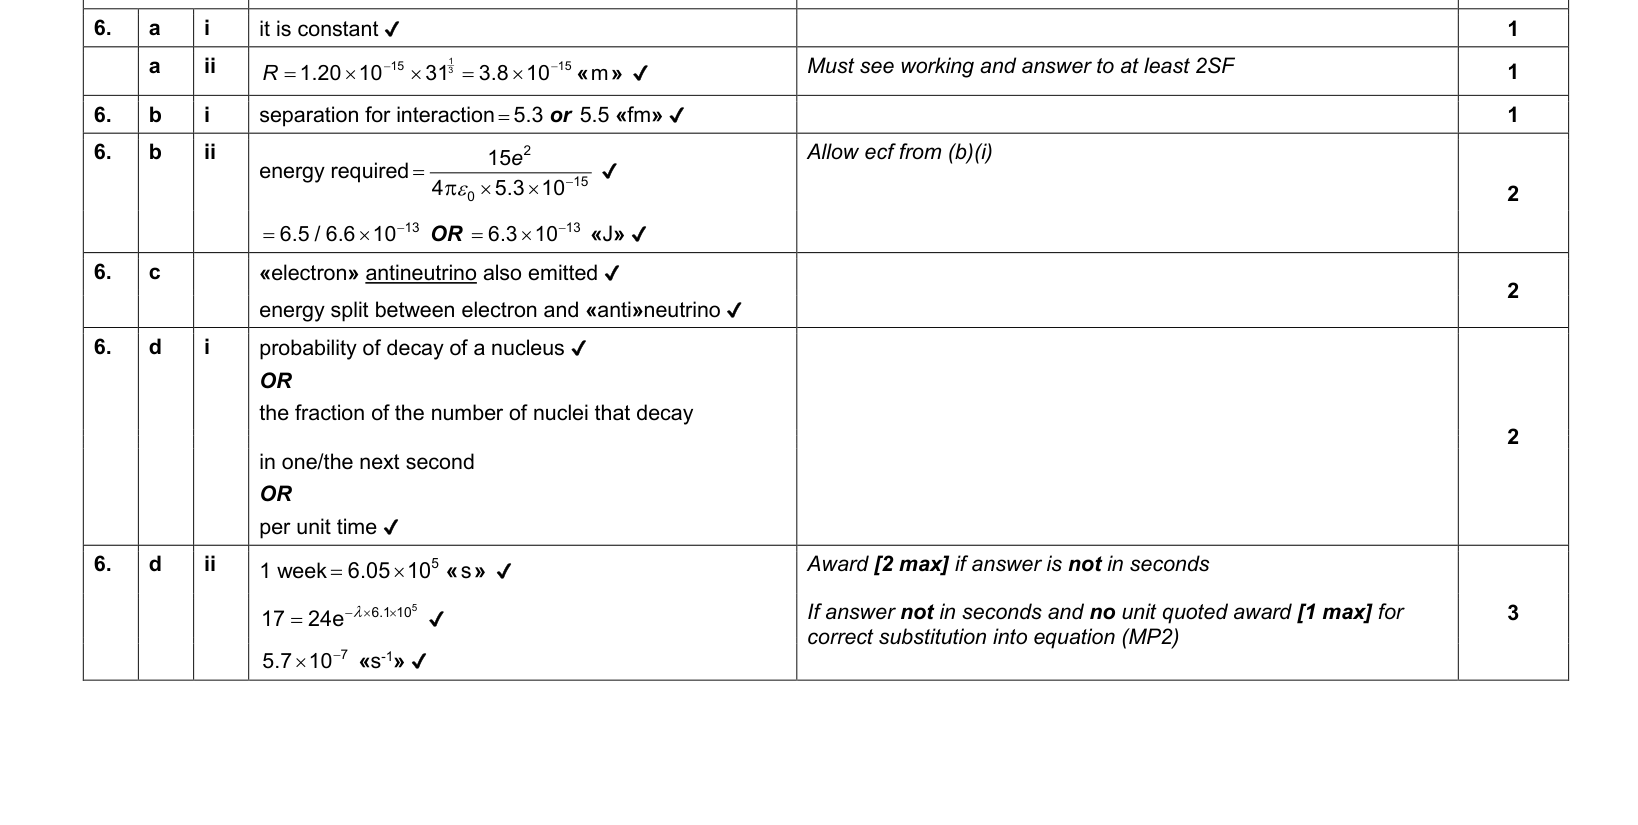 6. a i it is constant ✓ 1
a ii R = 1.20 × 10⁻¹⁵ × 31^(1/3) = 3.8 × 10⁻¹⁵ «m» ✓ Must see working and answer to at least 2SF 1
6. b i separation for interaction = 5.3 or 5.5 «fm» ✓ 1
6. b ii energy required = 15e² / (4πε₀ × 5.3 × 10⁻¹⁵) ✓ Allow ecf from (b)(i) 2
= 6.5 / 6.6 × 10⁻¹³ OR = 6.3 × 10⁻¹³ «J» ✓
6. c «electron» antineutrino also emitted ✓ 2
energy split between electron and «anti»neutrino ✓
6. d i probability of decay of a nucleus ✓ 2
OR
the fraction of the number of nuclei that decay
in one/the next second
OR
per unit time ✓
6. d ii 1 week = 6.05 × 10⁵ «s» ✓ Award [2 max] if answer is not in seconds 3
17 = 24e^(−λ×6.1×10⁵) ✓ If answer not in seconds and no unit quoted award [1 max] for
correct substitution into equation (MP2)
5.7 × 10⁻⁷ «s⁻¹» ✓